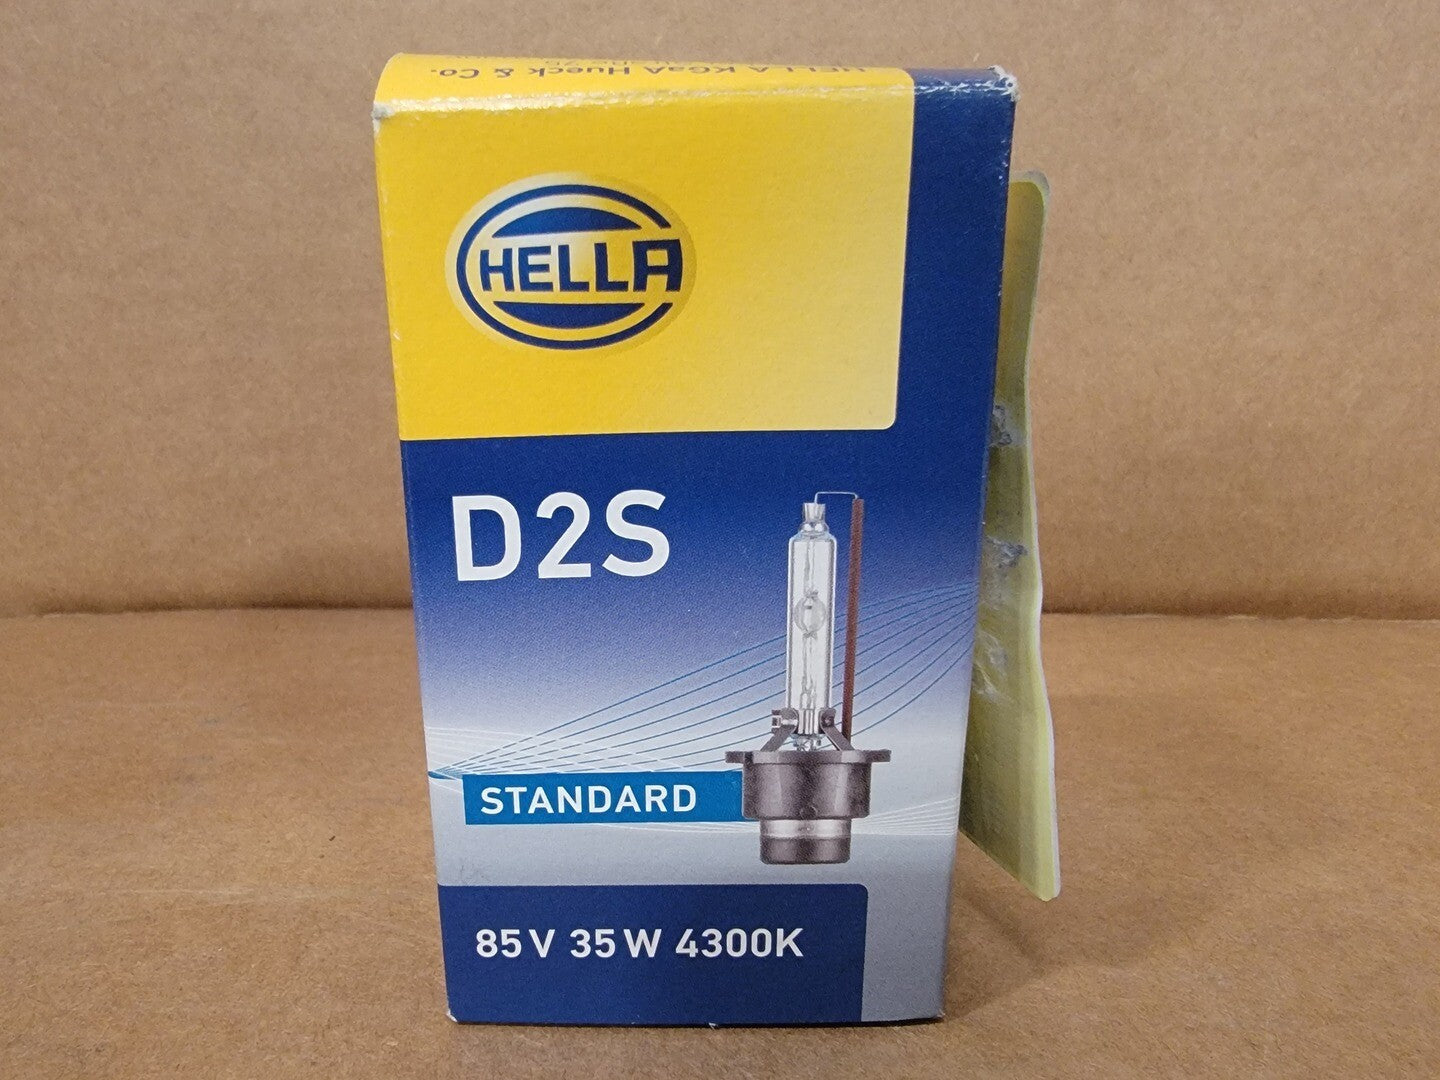 HELLA KGaA Hueck & Co.
HELLA
D2S
STANDARD
85 V 35 W 4300K